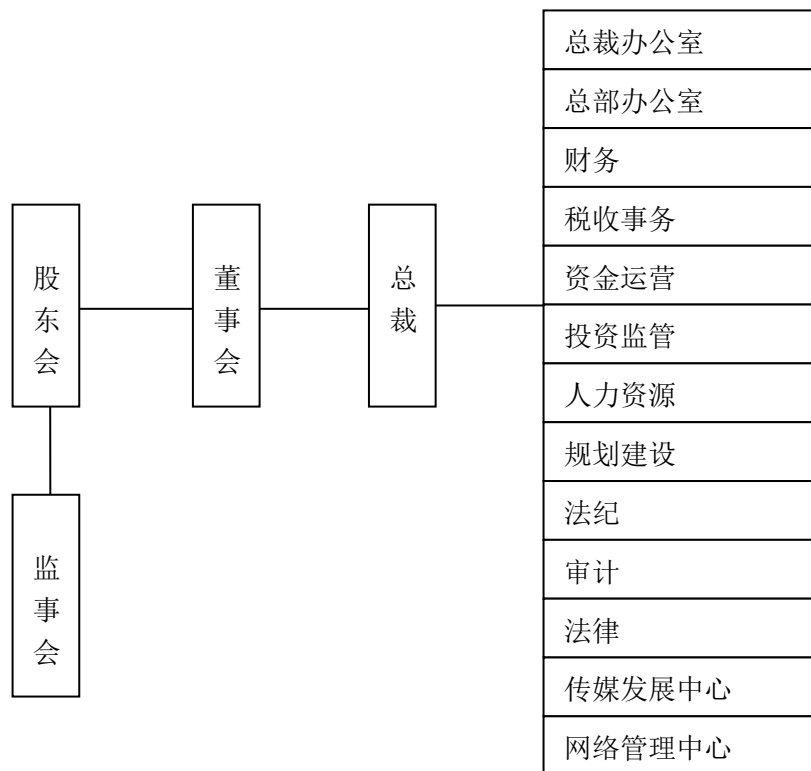 股东会
董事会
总裁
监事会
总裁办公室
总部办公室
财务
税收事务
资金运营
投资监管
人力资源
规划建设
法纪
审计
法律
传媒发展中心
网络管理中心